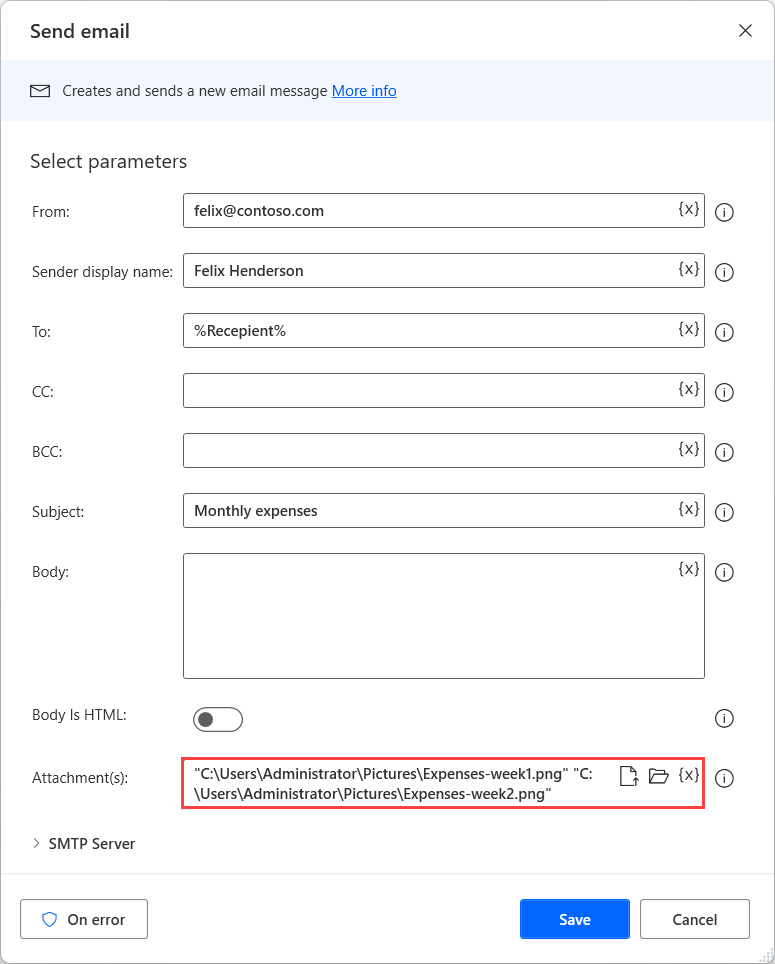 Send email
Creates and sends a new email message More info
Select parameters
From:
felix@contoso.com
{x}
Sender display name:
Felix Henderson
{x}
To:
%Recepient%
{x}
CC:
{x}
BCC:
{x}
Subject:
Monthly expenses
{x}
Body:
{x}
Body Is HTML:
Attachment(s):
"C:\Users\Administrator\Pictures\Expenses-week1.png" "C:
\Users\Administrator\Pictures\Expenses-week2.png"
{x}
SMTP Server
On error
Save
Cancel